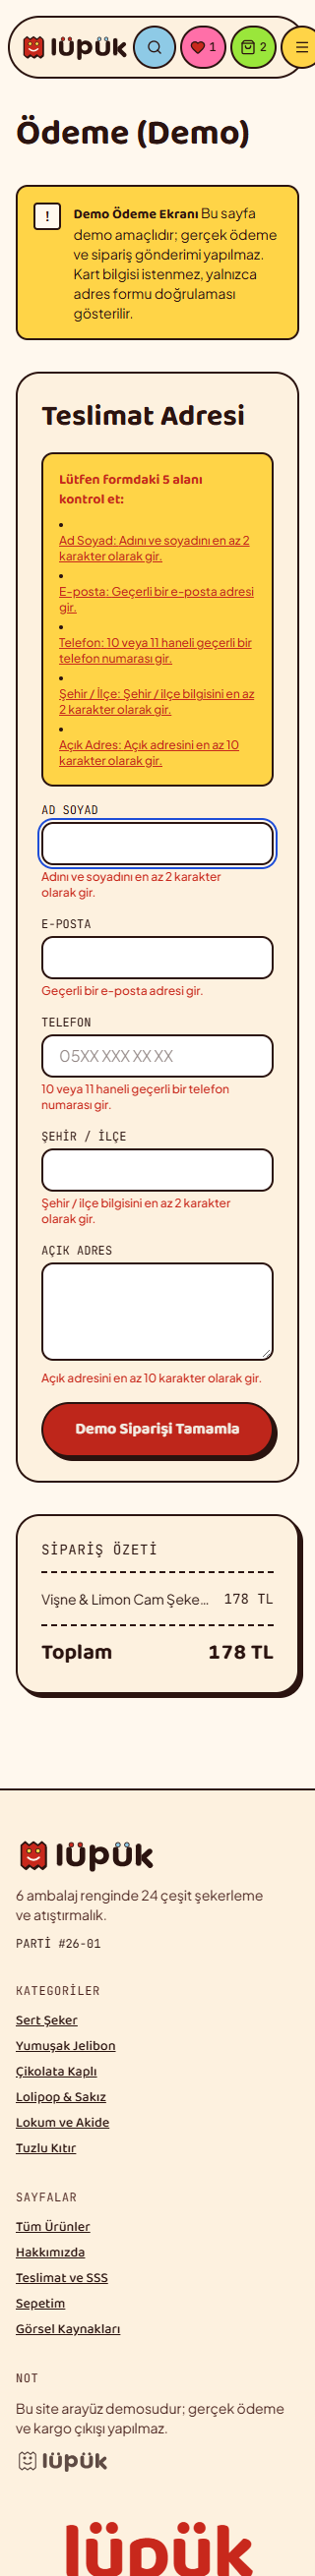 lüpük 1 2
Ödeme (Demo)
! Demo Ödeme Ekranı Bu sayfa
demo amaçlıdır; gerçek ödeme
ve sipariş gönderimi yapılmaz.
Kart bilgisi istenmez, yalnızca
adres formu doğrulaması
gösterilir.
Teslimat Adresi
Lütfen formdaki 5 alanı
kontrol et:
Ad Soyad: Adını ve soyadını en az 2
karakter olarak gir.
E-posta: Geçerli bir e-posta adresi
gir.
Telefon: 10 veya 11 haneli geçerli bir
telefon numarası gir.
Şehir / İlçe: Şehir / ilçe bilgisini en az
2 karakter olarak gir.
Açık Adres: Açık adresini en az 10
karakter olarak gir.
AD SOYAD
Adını ve soyadını en az 2 karakter
olarak gir.
E-POSTA
Geçerli bir e-posta adresi gir.
TELEFON
05XX XXX XX XX
10 veya 11 haneli geçerli bir telefon
numarası gir.
ŞEHİR / İLÇE
Şehir / ilçe bilgisini en az 2 karakter
olarak gir.
AÇIK ADRES
Açık adresini en az 10 karakter olarak gir.
Demo Siparişi Tamamla
SİPARİŞ ÖZETİ
Vişne & Limon Cam Şeke... 178 TL
Toplam 178 TL
lüpük
6 ambalaj renginde 24 çeşit şekerleme
ve atıştırmalık.
PARTİ #26-01
KATEGORİLER
Sert Şeker
Yumuşak Jelibon
Çikolata Kaplı
Lolipop & Sakız
Lokum ve Akide
Tuzlu Kıtır
SAYFALAR
Tüm Ürünler
Hakkımızda
Teslimat ve SSS
Sepetim
Görsel Kaynakları
NOT
Bu site arayüz demosudur; gerçek ödeme
ve kargo çıkışı yapılmaz.
lüpük
lüpük